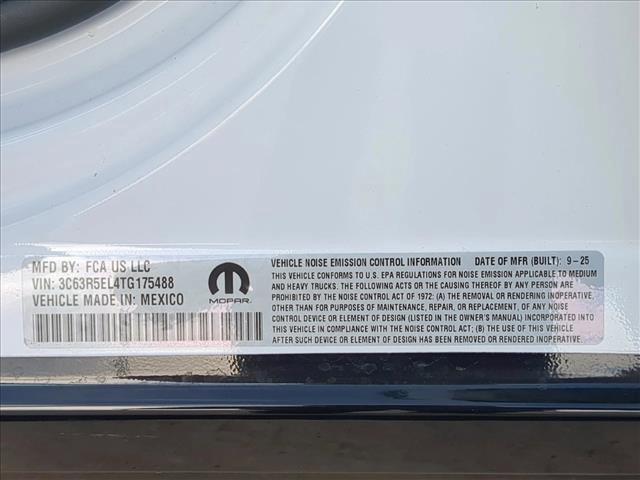 MFD BY: FCA US LLC
VIN: 3C63R5EL4TG175488
VEHICLE MADE IN: MEXICO
MOPAR.
VEHICLE NOISE EMISSION CONTROL INFORMATION DATE OF MFR (BUILT): 9-25
THIS VEHICLE CONFORMS TO U.S. EPA REGULATIONS FOR NOISE EMISSION APPLICABLE TO MEDIUM
AND HEAVY TRUCKS. THE FOLLOWING ACTS OR CAUSING THEREOF BY ANY PERSON ARE
PROHIBITED BY THE NOISE CONTROL ACT OF 1972: (A) THE REMOVAL OR RENDERING INOPERATIVE,
OTHER THAN FOR PURPOSES OF MAINTENANCE, REPAIR, OR REPLACEMENT, OF ANY NOISE
CONTROL DEVICE OR ELEMENT OF DESIGN (LISTED IN THE OWNER'S MANUAL) INCORPORATED INTO
THIS VEHICLE IN COMPLIANCE WITH THE NOISE CONTROL ACT; (B) THE USE OF THIS VEHICLE
AFTER SUCH DEVICE OR ELEMENT OF DESIGN HAS BEEN REMOVED OR RENDERED INOPERATIVE.